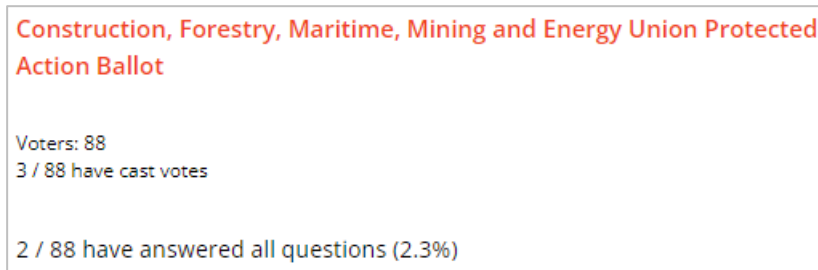 Construction, Forestry, Maritime, Mining and Energy Union Protected
Action Ballot
Voters: 88
3 / 88 have cast votes
2 / 88 have answered all questions (2.3%)